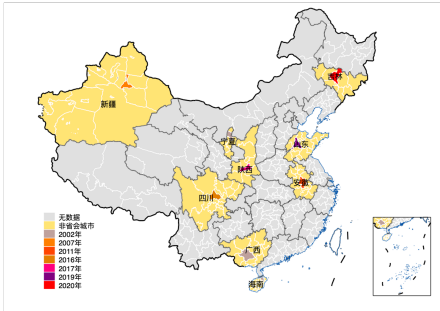 吉林
新疆
宁夏
山东
陕西
安徽
四川
广西
海南
无数据
非省会城市
2002年
2007年
2011年
2016年
2017年
2019年
2020年